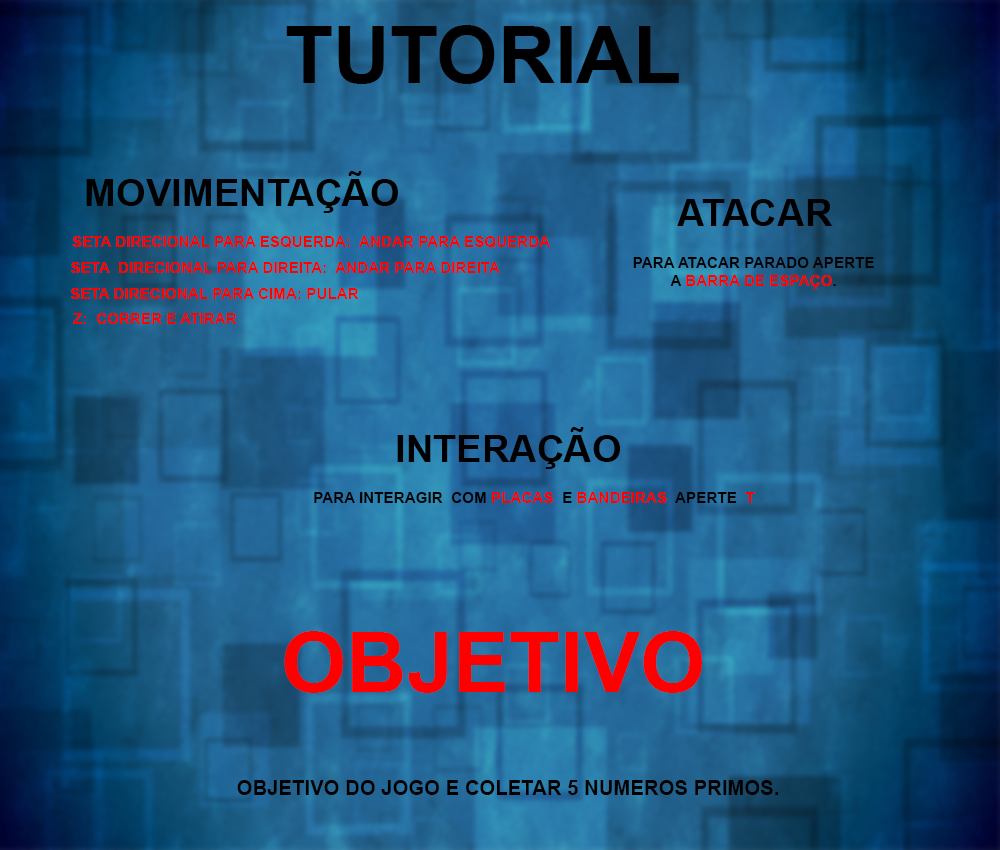 TUTORIAL
MOVIMENTAÇÃO
SETA DIRECIONAL PARA ESQUERDA: ANDAR PARA ESQUERDA
SETA DIRECIONAL PARA DIREITA: ANDAR PARA DIREITA
SETA DIRECIONAL PARA CIMA: PULAR
Z: CORRER E ATIRAR
ATACAR
PARA ATACAR PARADO APERTE
A BARRA DE ESPAÇO.
INTERAÇÃO
PARA INTERAGIR COM PLACAS E BANDEIRAS APERTE T
OBJETIVO
OBJETIVO DO JOGO E COLETAR 5 NUMEROS PRIMOS.